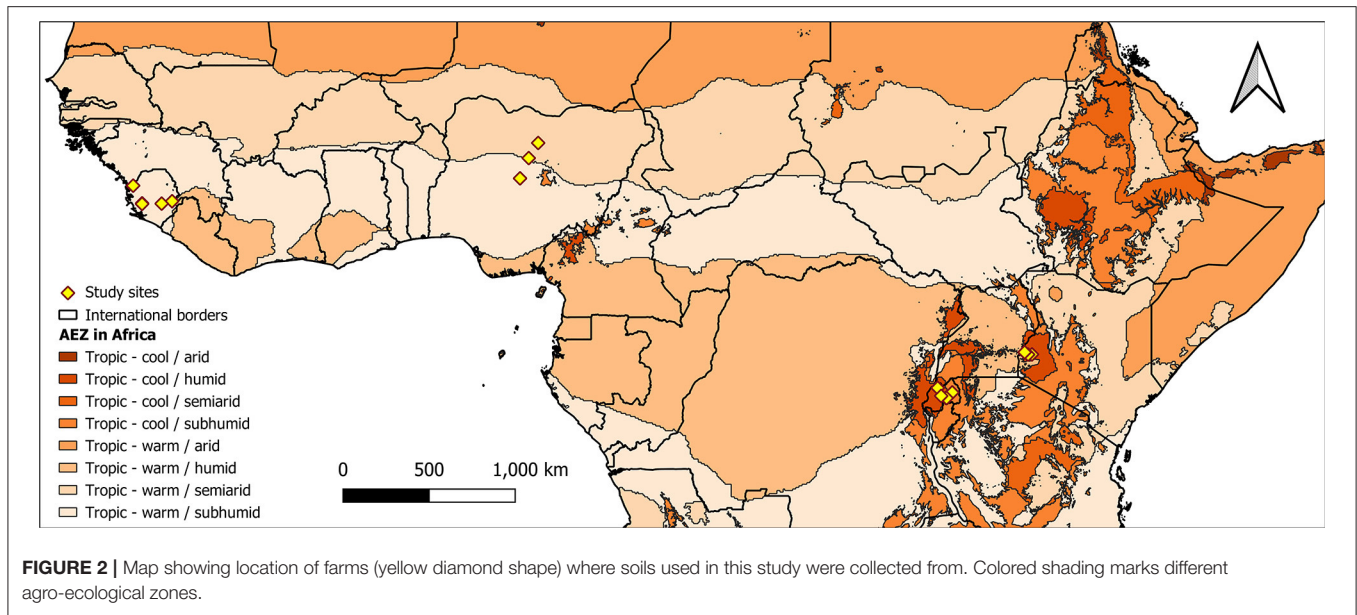 Study sites
International borders
AEZ in Africa
Tropic - cool / arid
Tropic - cool / humid
Tropic - cool / semiarid
Tropic - cool / subhumid
Tropic - warm / arid
Tropic - warm / humid
Tropic - warm / semiarid
Tropic - warm / subhumid
0 500 1,000 km
FIGURE 2 | Map showing location of farms (yellow diamond shape) where soils used in this study were collected from. Colored shading marks different
agro-ecological zones.